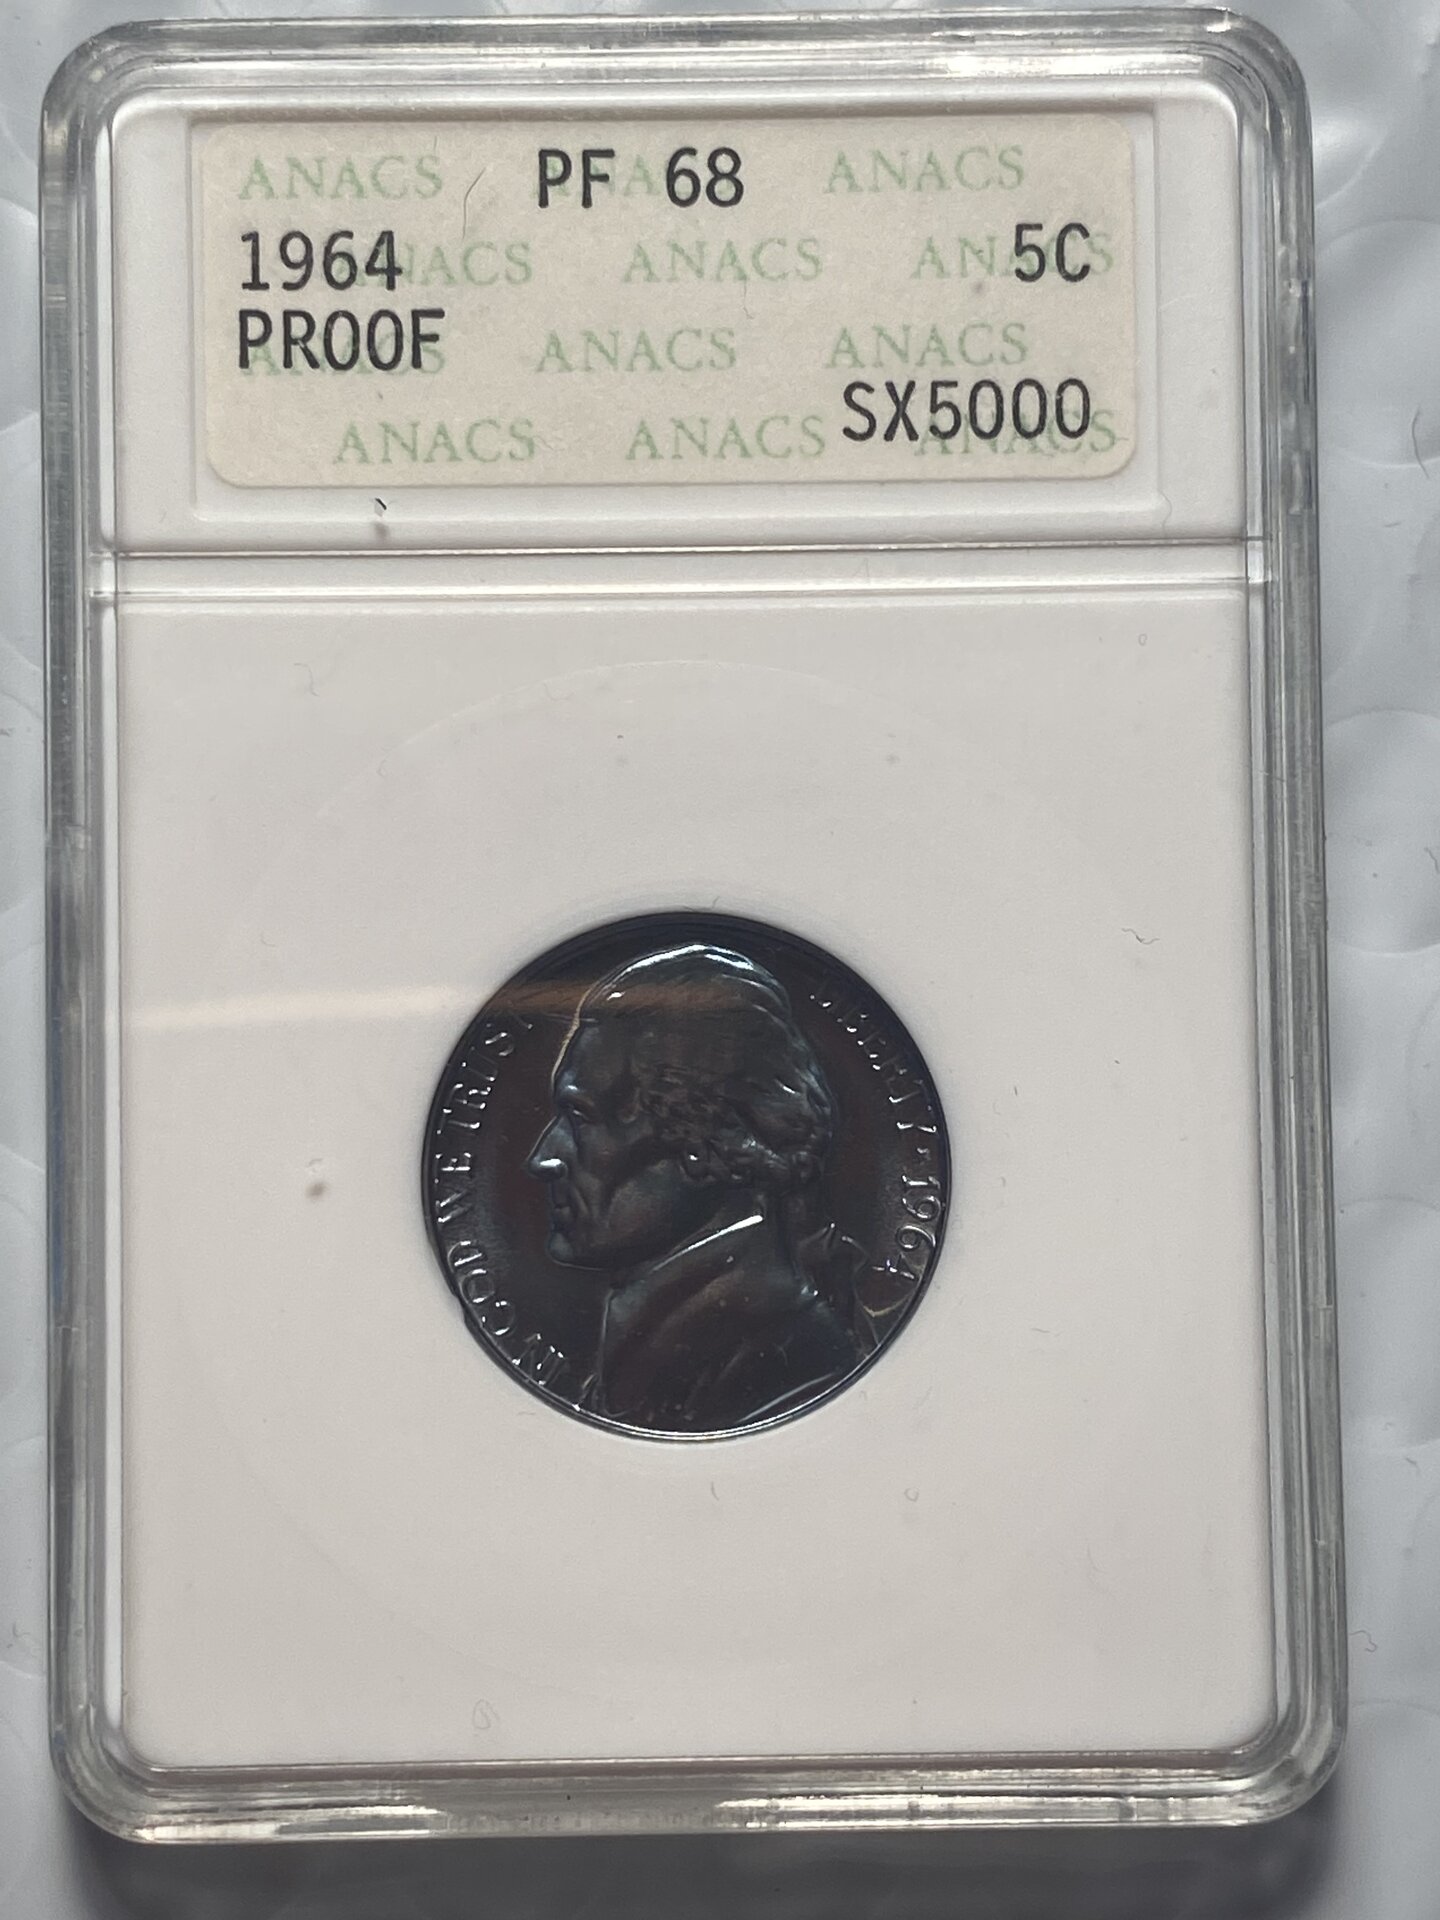 ANACS PF 68 ANACS
1964 ANACS ANACS 5C
PROOF ANACS ANACS
SX5000
ANACS ANACS ANACS
IN GOD WE TRUST
LIBERTY ★ 1964